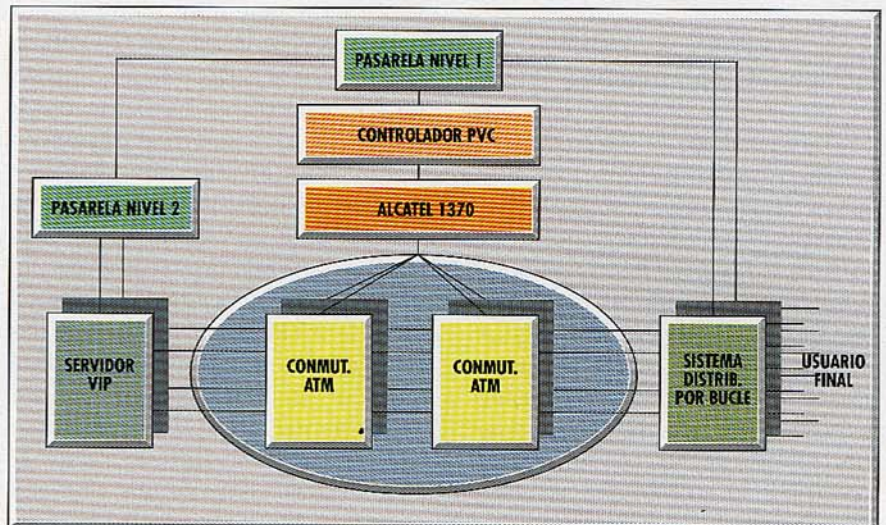 PASARELA NIVEL 1
CONTROLADOR PVC
PASARELA NIVEL 2
ALCATEL 1370
SERVIDOR
VIP
CONMUT.
ATM
CONMUT.
ATM
SISTEMA
DISTRIB.
POR BUCLE
USUARIO
FINAL